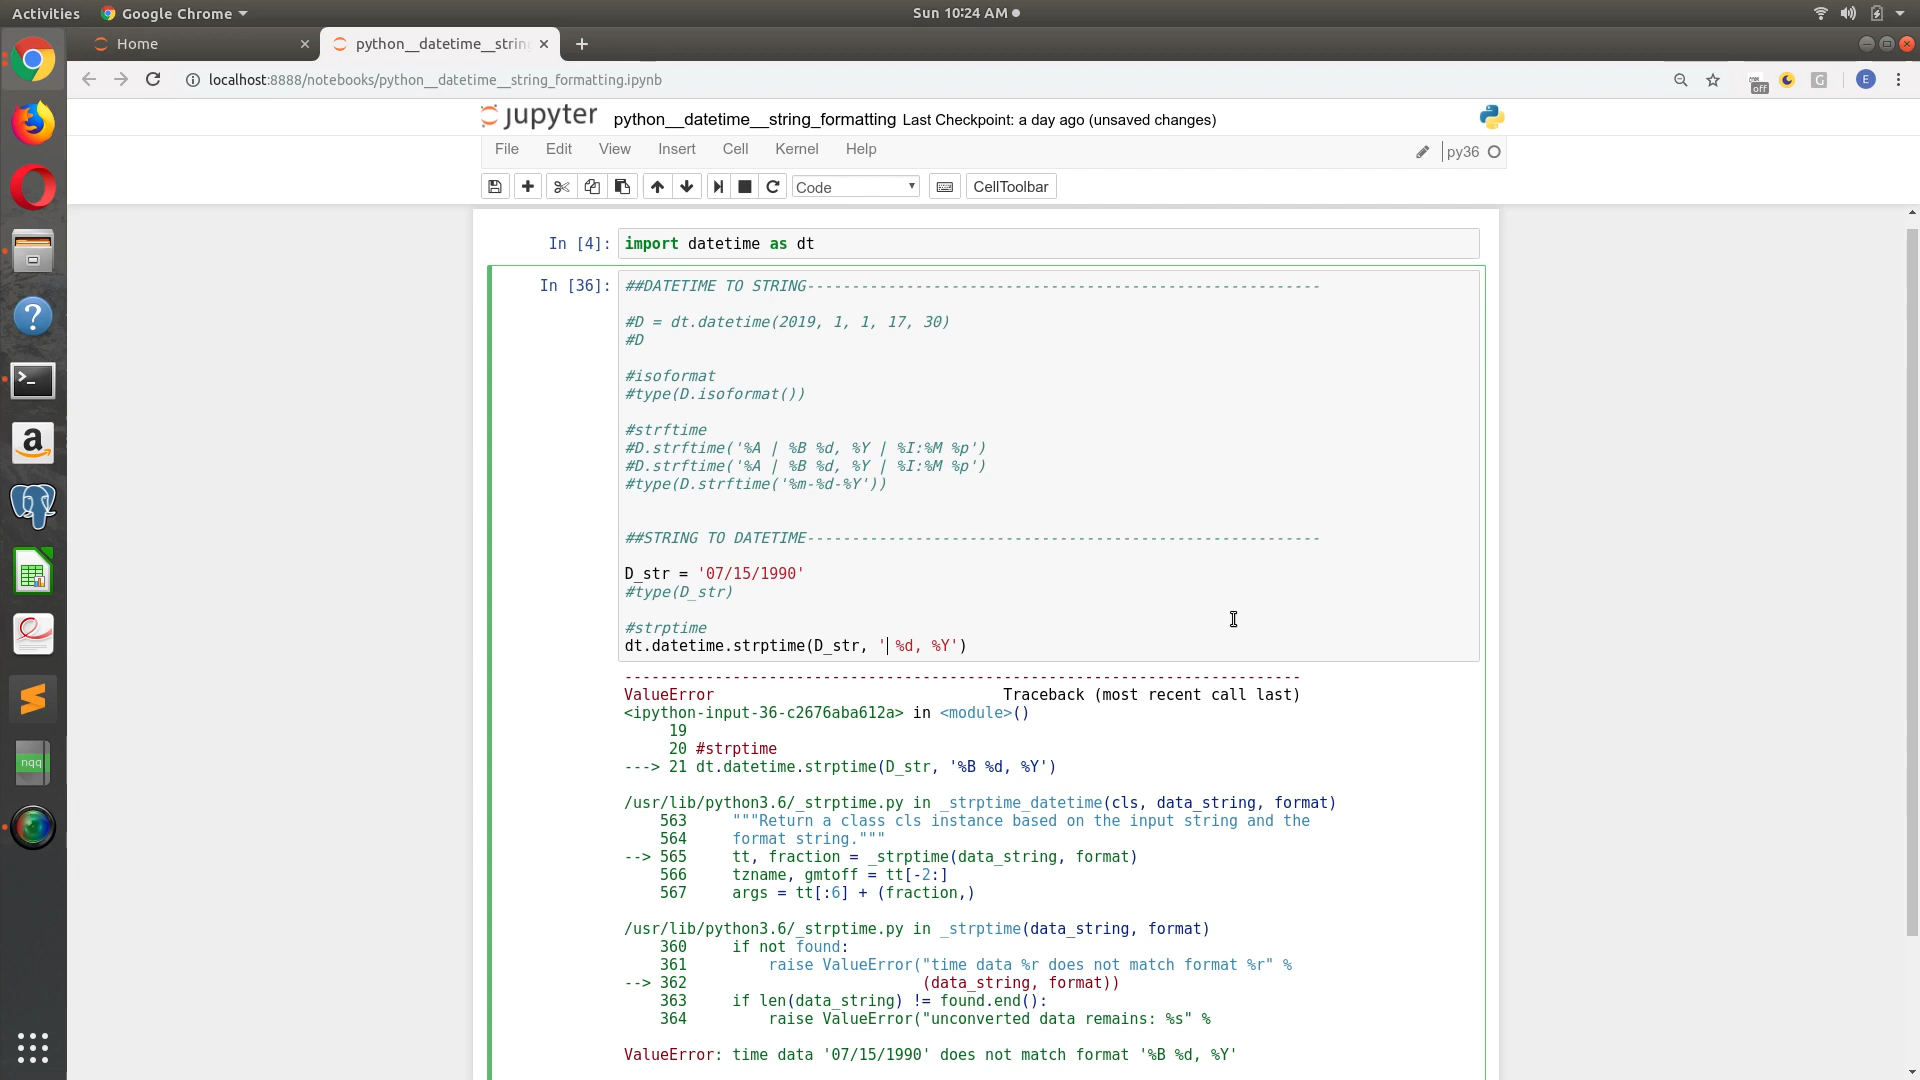 Activities Google Chrome Sun 10:24 AM
Home python__datetime__strin
localhost:8888/notebooks/python__datetime__string_formatting.ipynb off G E
jupyter python__datetime__string_formatting Last Checkpoint: a day ago (unsaved changes)
File Edit View Insert Cell Kernel Help py36
Code CellToolbar
In [4]: import datetime as dt
In [36]: ##DATETIME TO STRING---------------------------------------------------------
#D = dt.datetime(2019, 1, 1, 17, 30)
#D
#isoformat
#type(D.isoformat())
#strftime
#D.strftime('%A | %B %d, %Y | %I:%M %p')
#D.strftime('%A | %B %d, %Y | %I:%M %p')
#type(D.strftime('%m-%d-%Y'))
##STRING TO DATETIME---------------------------------------------------------
D_str = '07/15/1990'
#type(D_str)
#strptime
dt.datetime.strptime(D_str, ' %d, %Y')
---------------------------------------------------------------------------
ValueError Traceback (most recent call last)
<ipython-input-36-c2676aba612a> in <module>()
19
20 #strptime
---> 21 dt.datetime.strptime(D_str, '%B %d, %Y')
/usr/lib/python3.6/_strptime.py in _strptime_datetime(cls, data_string, format)
563 """Return a class cls instance based on the input string and the
564 format string."""
--> 565 tt, fraction = _strptime(data_string, format)
566 tzname, gmtoff = tt[-2:]
567 args = tt[:6] + (fraction,)
/usr/lib/python3.6/_strptime.py in _strptime(data_string, format)
360 if not found:
361 raise ValueError("time data %r does not match format %r" %
--> 362 (data_string, format))
363 if len(data_string) != found.end():
364 raise ValueError("unconverted data remains: %s" %
ValueError: time data '07/15/1990' does not match format '%B %d, %Y'
nqq